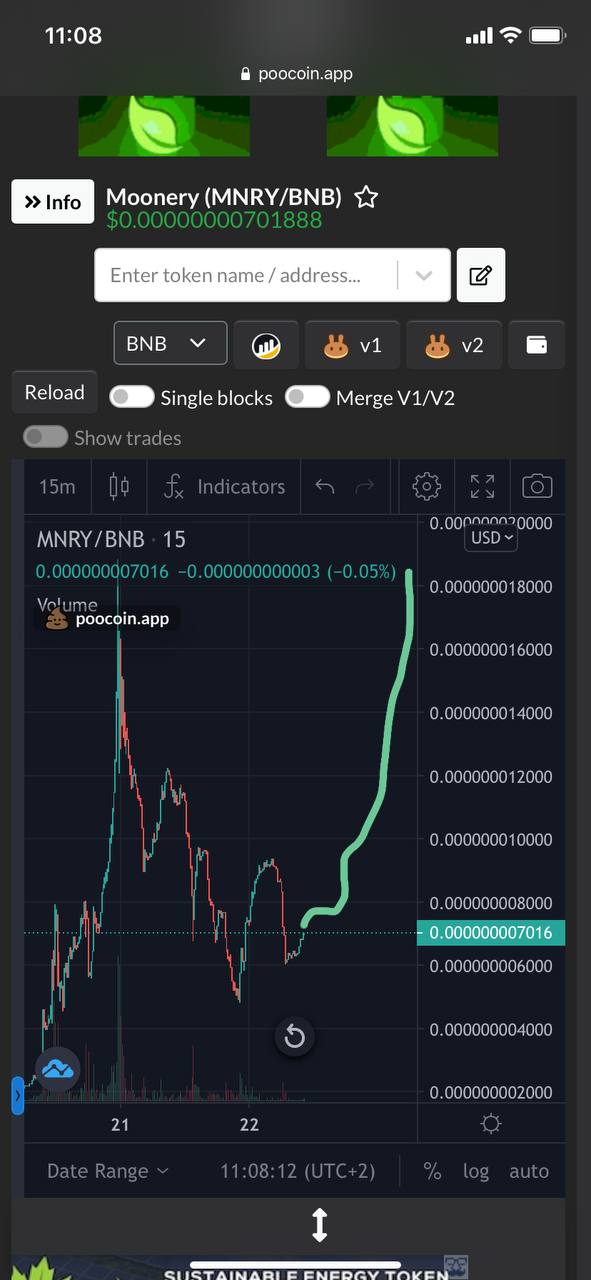 11:08
poocoin.app
Info
Moonery (MNRY/BNB)
$0.00000000701888
Enter token name / address...
BNB
v1
v2
Reload
Single blocks
Merge V1/V2
Show trades
15m
Indicators
MNRY/BNB · 15
USD
0.000000007016 −0.000000000003 (−0.05%)
Volume
poocoin.app
0.000000020000
0.000000018000
0.000000016000
0.000000014000
0.000000012000
0.000000010000
0.000000008000
0.000000007016
0.000000006000
0.000000004000
0.000000002000
21
22
Date Range
11:08:12 (UTC+2)
%
log
auto
SUSTAINABLE ENERGY TOKEN